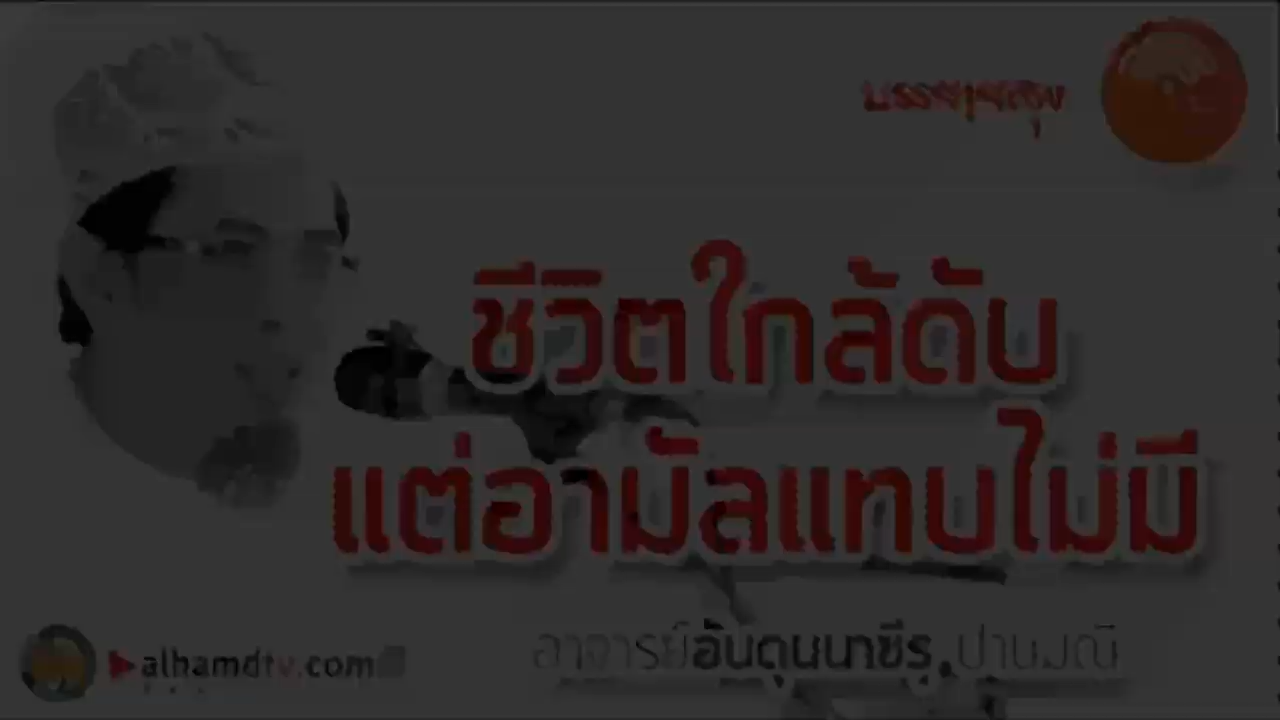 ชีวิตใกล้ดับ
แต่อามัลแทบไม่มี
อาจารย์อันดุนนาซีรฺ ปานมณี
alhamdtv.com